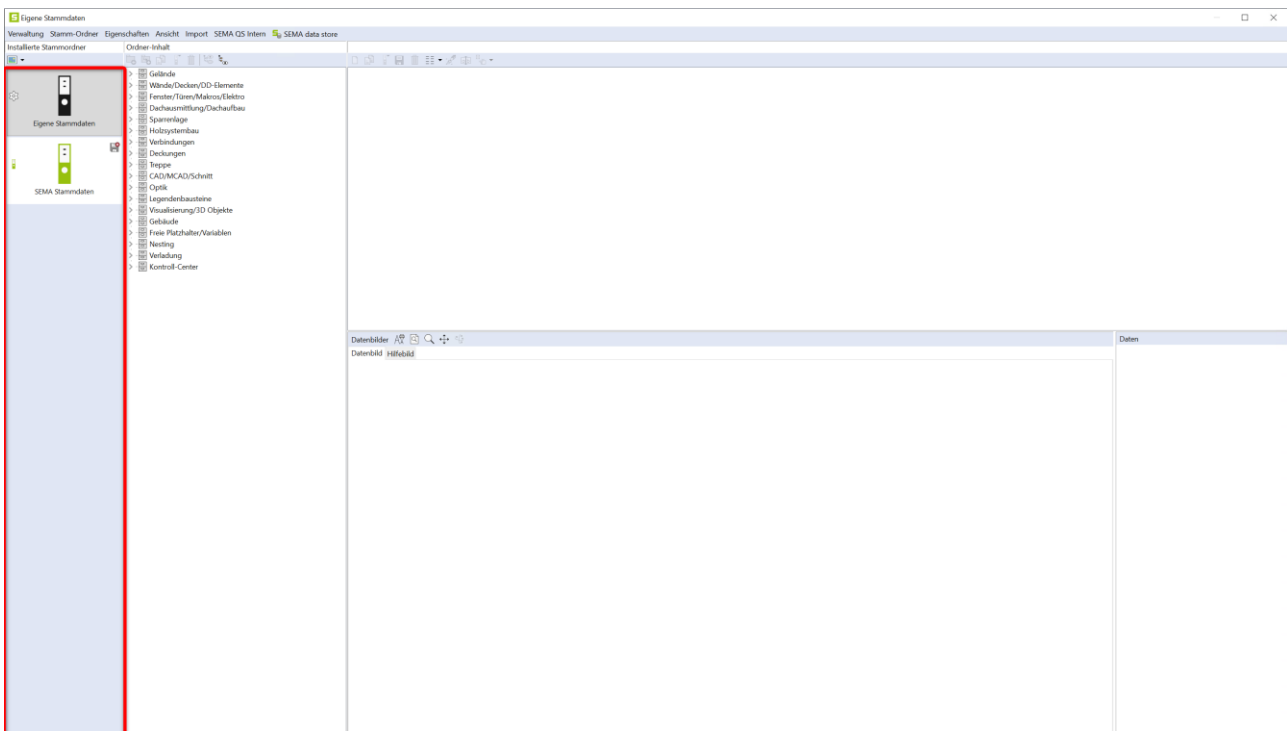 Eigene Stammdaten
Verwaltung Stamm-Ordner Eigenschaften Ansicht Import SEMA QS Intern SEMA data store
Installierte Stammordner Ordner-Inhalt
Eigene Stammdaten
SEMA Stammdaten
Gelände
Wände/Decken/DD-Elemente
Fenster/Türen/Makros/Elektro
Dachausmittlung/Dachaufbau
Sparrenlage
Holzsystembau
Verbindungen
Deckungen
Treppe
CAD/MCAD/Schnitt
Optik
Legendenbausteine
Visualisierung/3D Objekte
Gebäude
Freie Platzhalter/Variablen
Nesting
Verladung
Kontroll-Center
Datenbilder
Datenbild Hilfebild
Daten